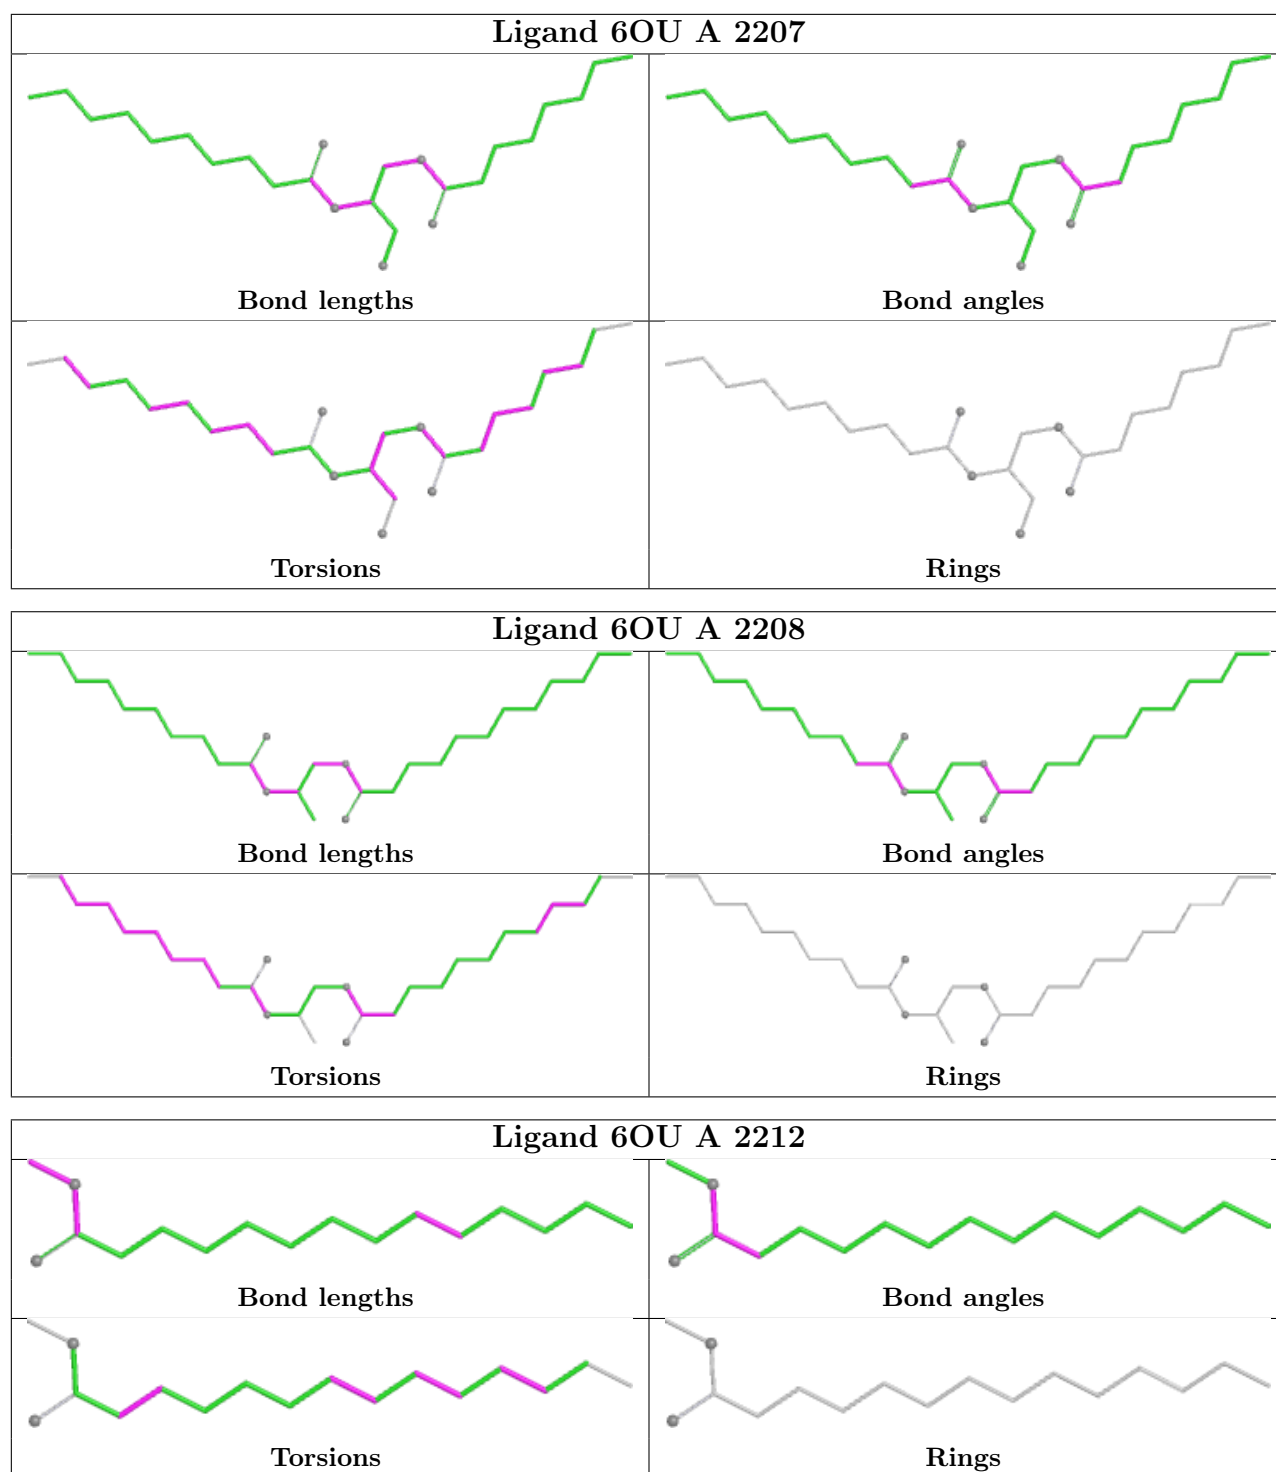 Ligand 6OU A 2207
Bond lengths
Bond angles
Torsions
Rings
Ligand 6OU A 2208
Bond lengths
Bond angles
Torsions
Rings
Ligand 6OU A 2212
Bond lengths
Bond angles
Torsions
Rings